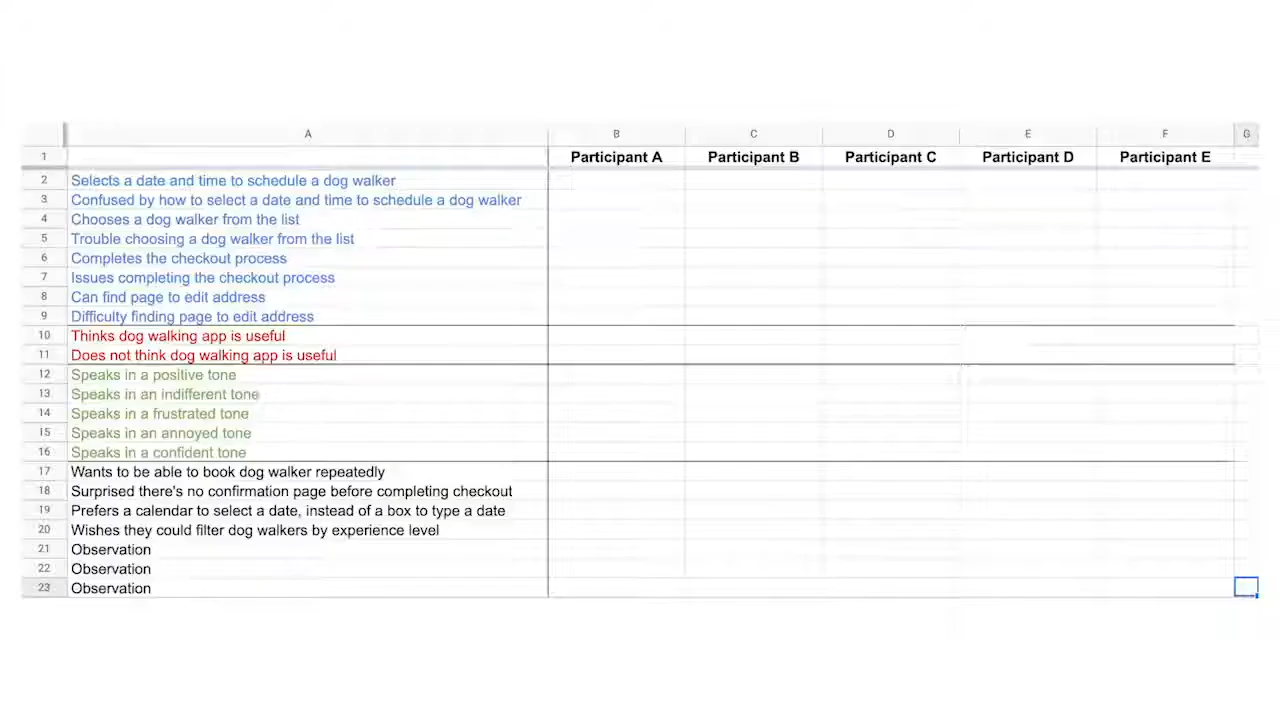 A B C D E F G
1 Participant A Participant B Participant C Participant D Participant E
2 Selects a date and time to schedule a dog walker
3 Confused by how to select a date and time to schedule a dog walker
4 Chooses a dog walker from the list
5 Trouble choosing a dog walker from the list
6 Completes the checkout process
7 Issues completing the checkout process
8 Can find page to edit address
9 Difficulty finding page to edit address
10 Thinks dog walking app is useful
11 Does not think dog walking app is useful
12 Speaks in a positive tone
13 Speaks in an indifferent tone
14 Speaks in a frustrated tone
15 Speaks in an annoyed tone
16 Speaks in a confident tone
17 Wants to be able to book dog walker repeatedly
18 Surprised there's no confirmation page before completing checkout
19 Prefers a calendar to select a date, instead of a box to type a date
20 Wishes they could filter dog walkers by experience level
21 Observation
22 Observation
23 Observation